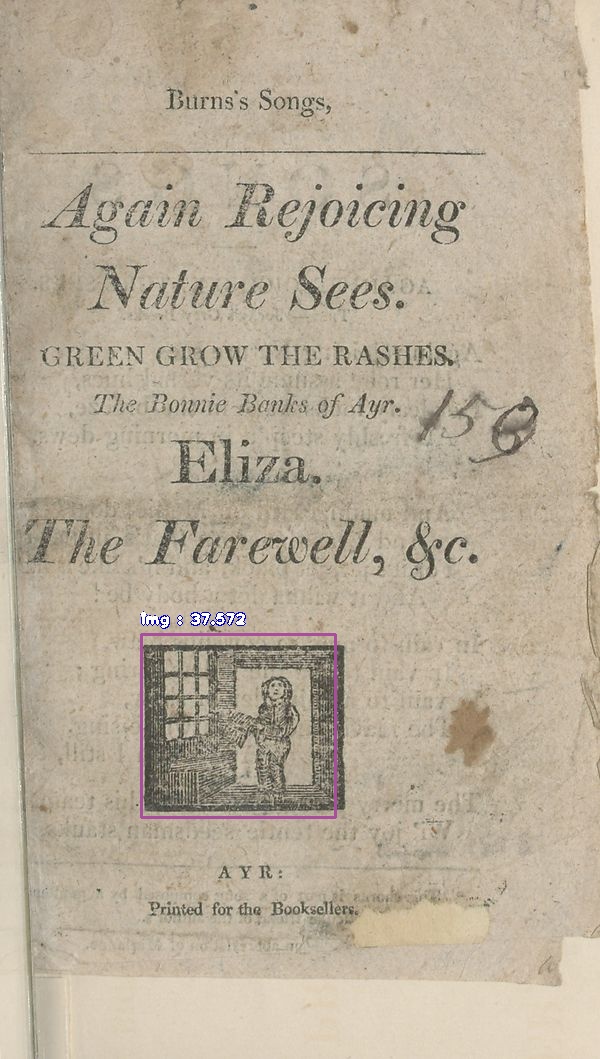 Burns's Songs,
Again Rejoicing
Nature Sees.
GREEN GROW THE RASHES.
The Bonnie Banks of Ayr.
150
Eliza.
The Farewell, &c.
img : 37.572
AYR:
Printed for the Booksellers.